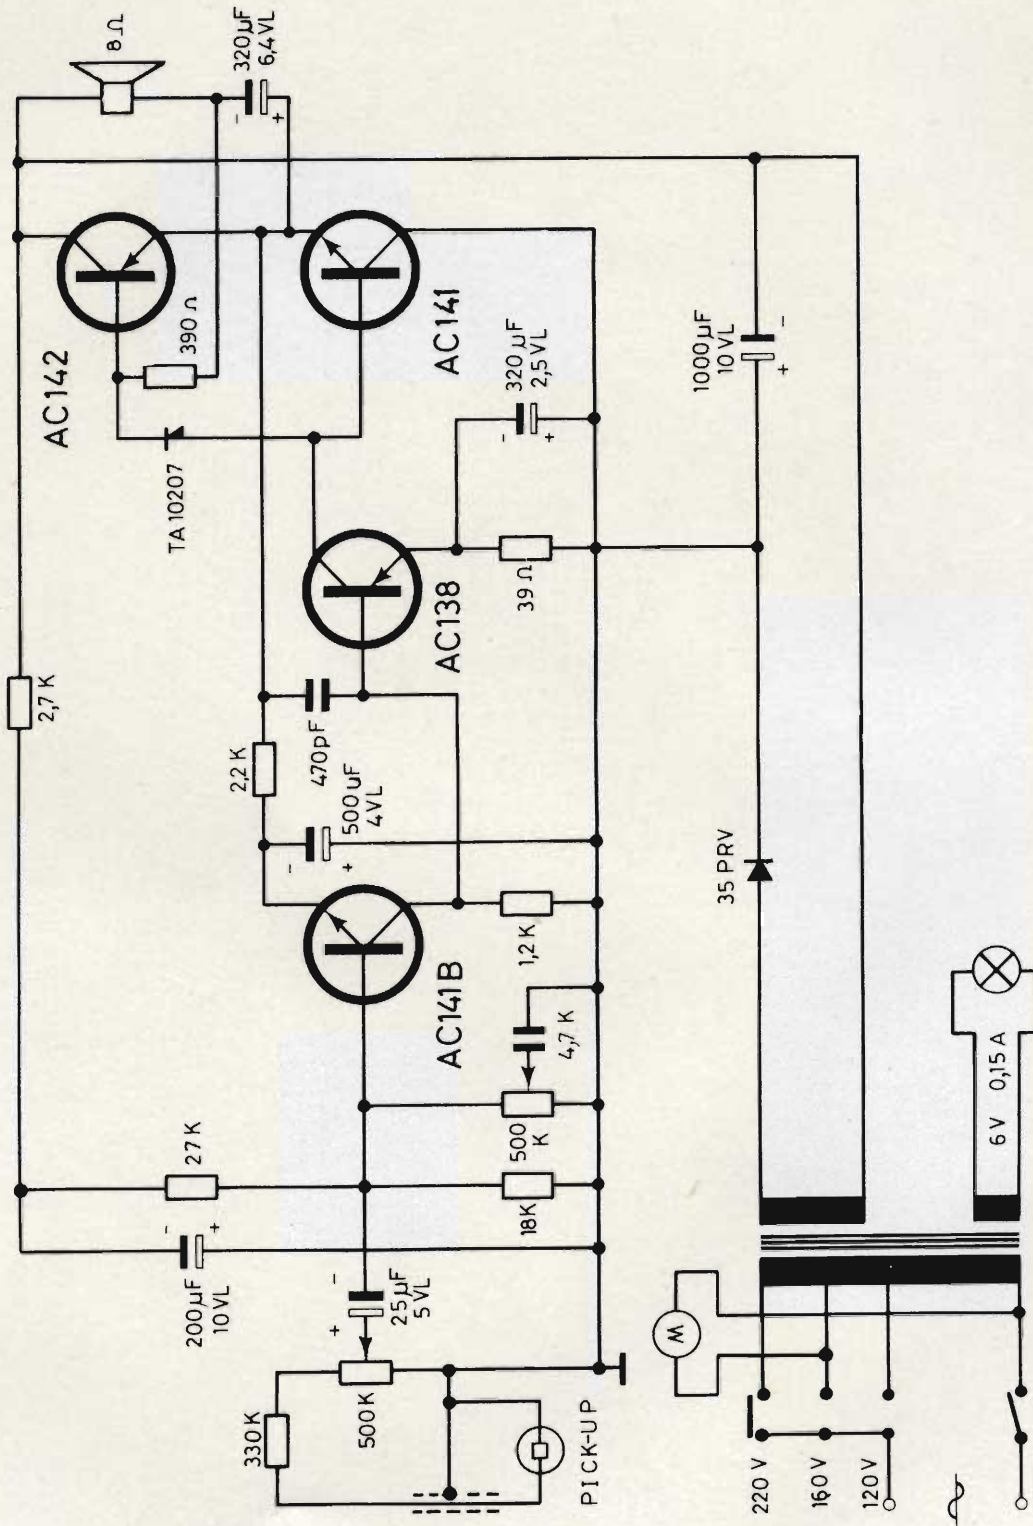 8 Ω
320 µF
6,4 VL
AC142
390 Ω
TA 10207
AC141
320 µF
2,5 VL
1000 µF
10 VL
2,7 K
2,2 K
470 pF
AC138
39 Ω
500 uF
4 VL
AC141B
1,2 K
4,7 K
35 PRV
27 K
18K
500
K
6 V 0,15 A
200 µF
10 VL
25 µF
5 VL
330 K
500K
PICK-UP
W
220 V
160 V
120 V
- +
- +
- +
- +
- +
- +